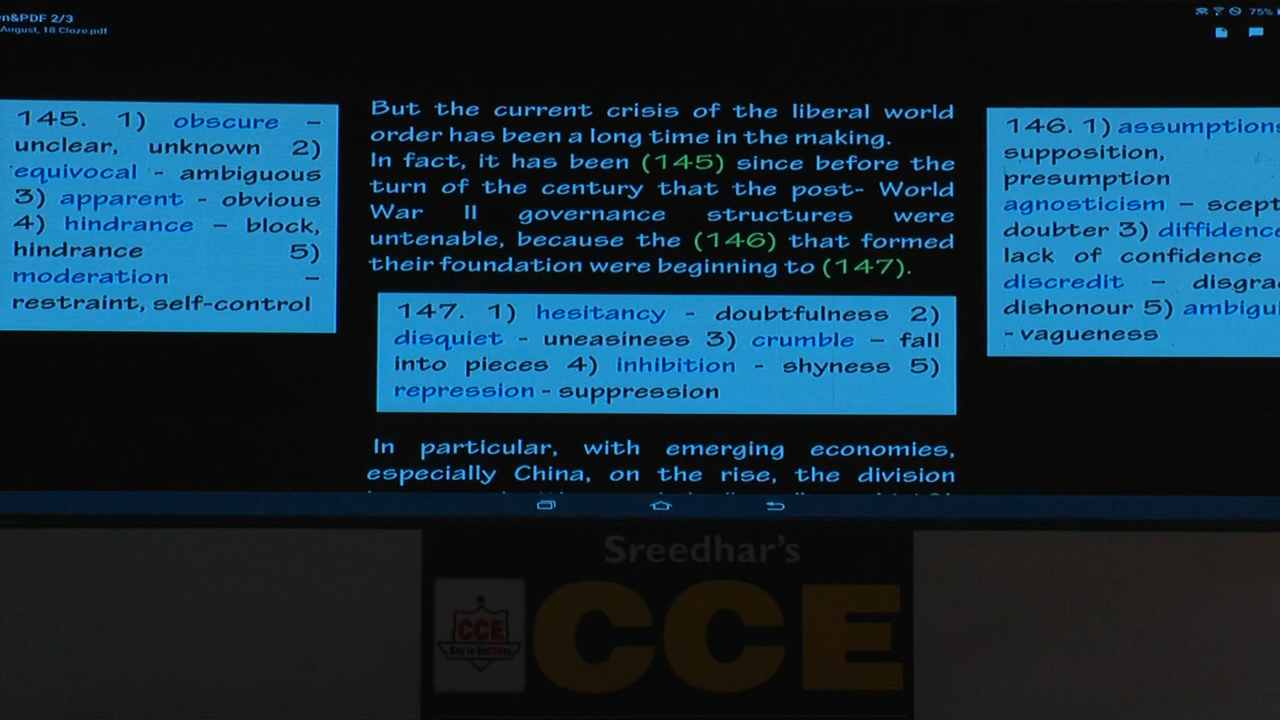 n&PDF 2/3
August, 18 Cloze.pdf
75%
145. 1) obscure –
unclear, unknown 2)
equivocal - ambiguous
3) apparent - obvious
4) hindrance – block,
hindrance 5)
moderation –
restraint, self-control
But the current crisis of the liberal world
order has been a long time in the making.
In fact, it has been (145) since before the
turn of the century that the post- World
War II governance structures were
untenable, because the (146) that formed
their foundation were beginning to (147).
147. 1) hesitancy - doubtfulness 2)
disquiet - uneasiness 3) crumble – fall
into pieces 4) inhibition - shyness 5)
repression - suppression
In particular, with emerging economies,
especially China, on the rise, the division
146. 1) assumptions
supposition,
presumption
agnosticism – scept
doubter 3) diffidence
lack of confidence
discredit – disgra
dishonour 5) ambigu
- vagueness
Sreedhar's
CCE
CCE